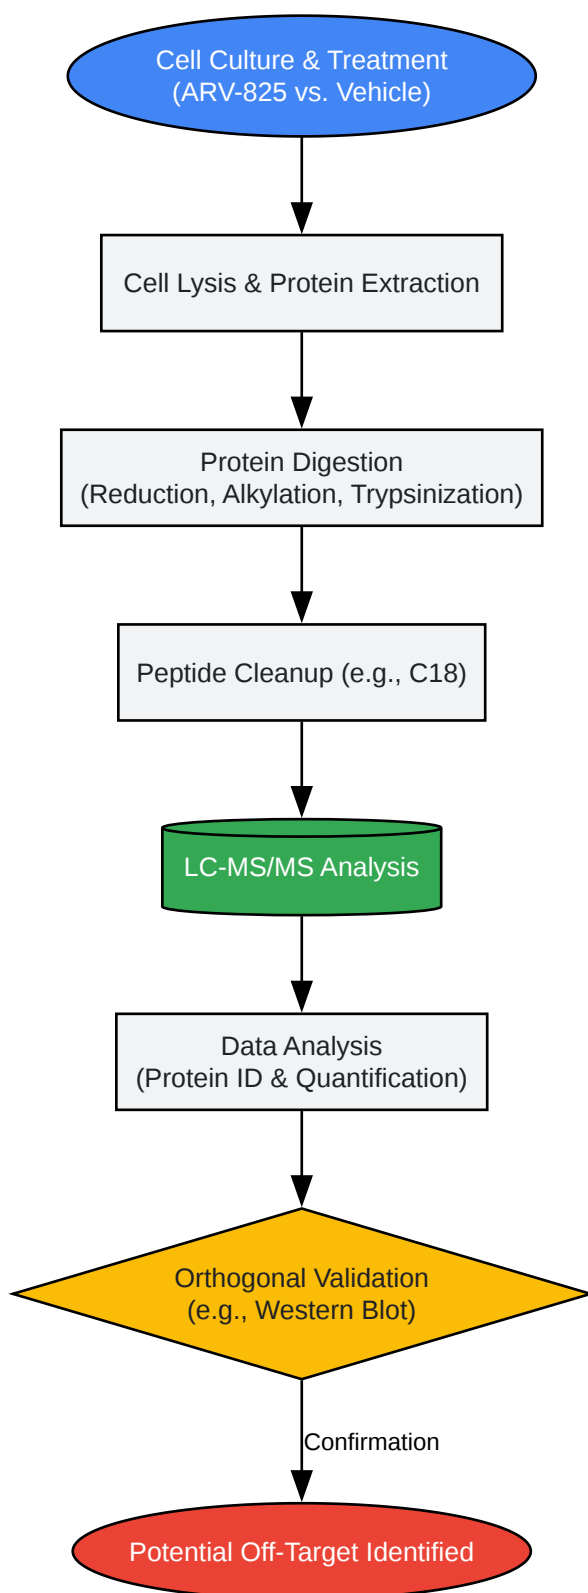 Cell Culture & Treatment
(ARV-825 vs. Vehicle)
Cell Lysis & Protein Extraction
Protein Digestion
(Reduction, Alkylation, Trypsinization)
Peptide Cleanup (e.g., C18)
LC-MS/MS Analysis
Data Analysis
(Protein ID & Quantification)
Orthogonal Validation
(e.g., Western Blot)
Confirmation
Potential Off-Target Identified